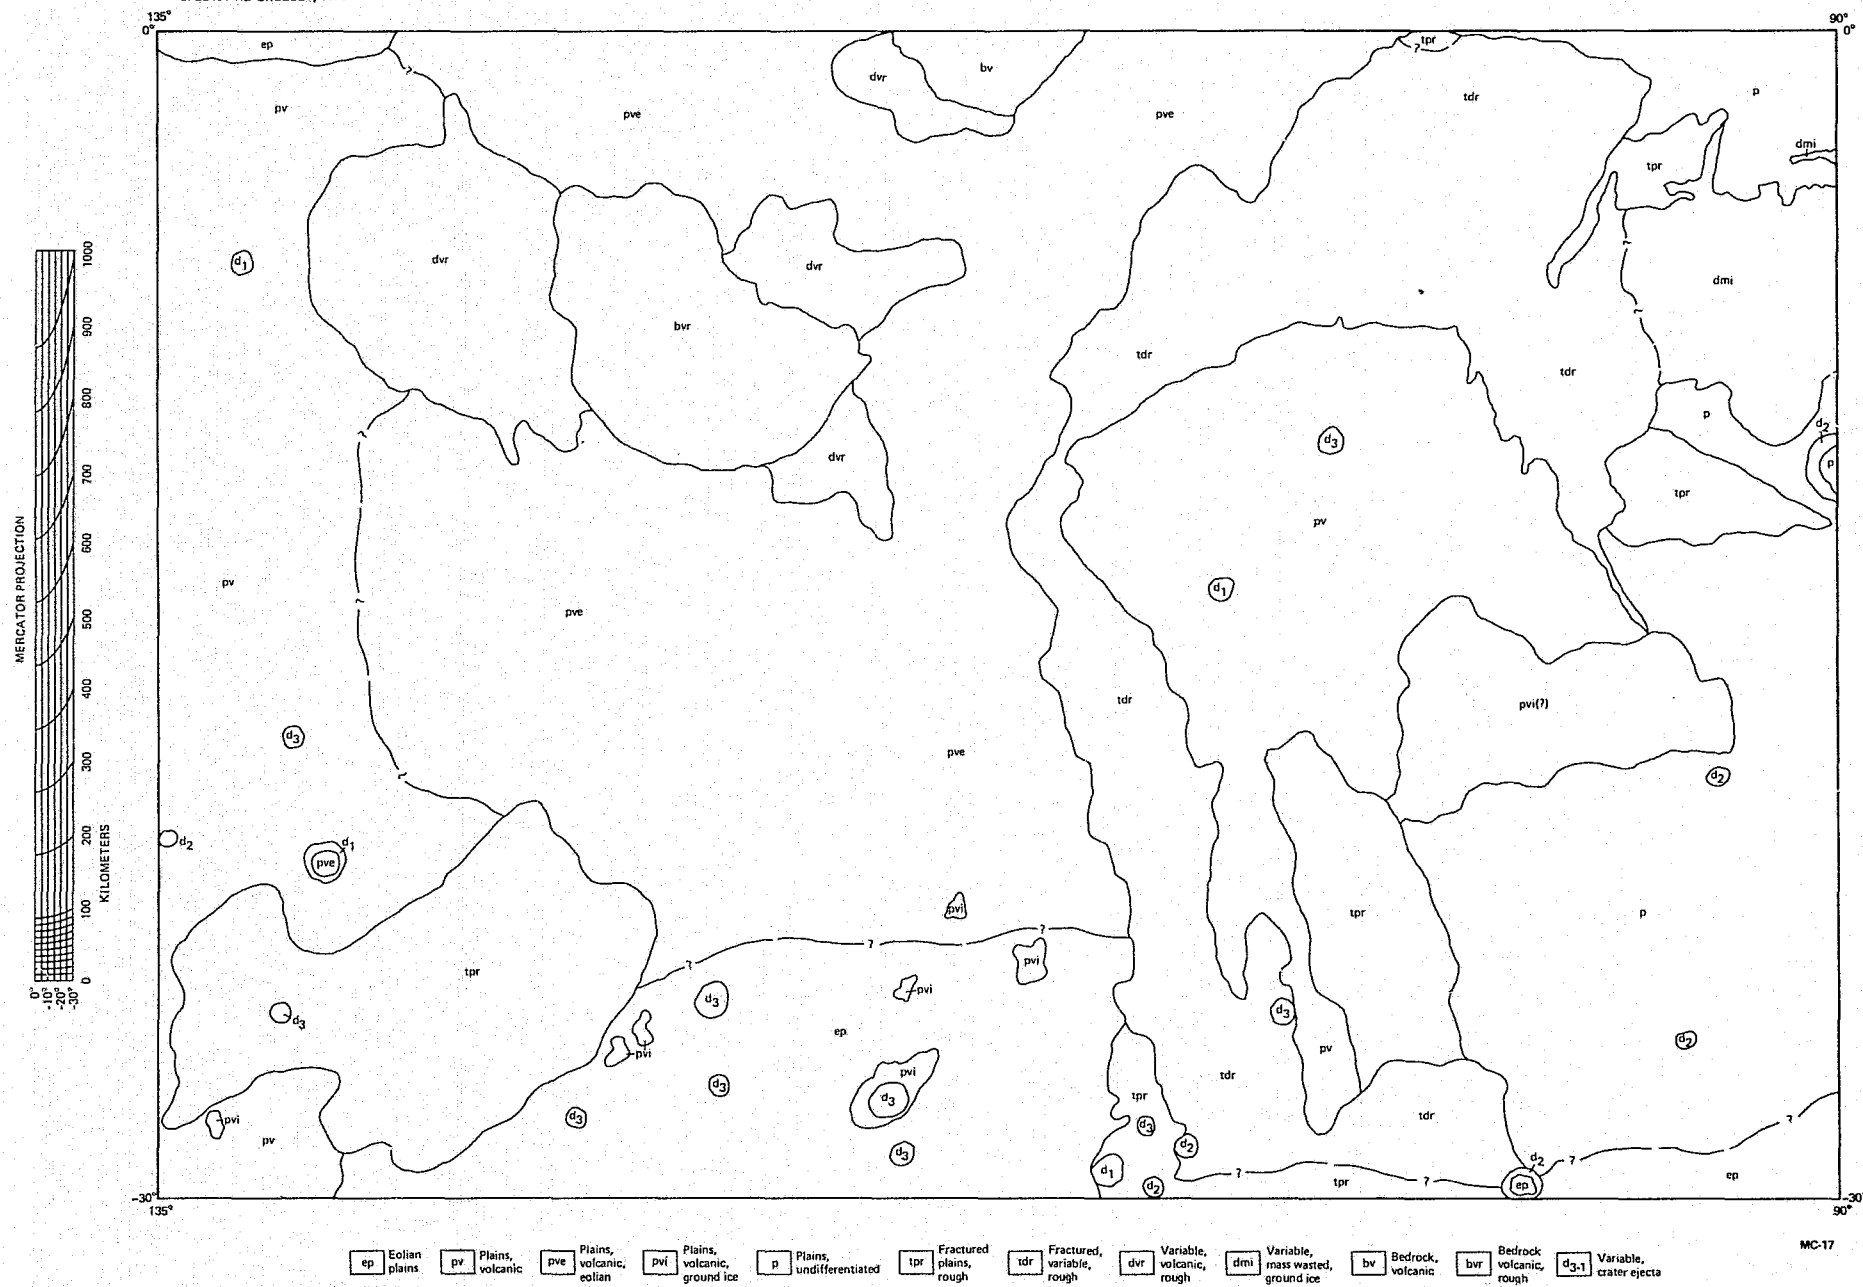 135°
90°
0°
0°
ep
tpr
?
?
dvr
bv
tdr
p
pv
pve
pve
dmi
tpr
d1
dvr
dvr
?
dmi
?
bvr
tdr
tdr
p
d2
?
d3
p
dvr
tpr
pv
pv
d1
?
pve
tdr
pvi(?)
d3
pve
d2
?
d2
d1
pve
pvi
tpr
p
?
?
pvi
?
tpr
pvi
d3
d3
d3
ep
d2
pvi
pv
pvi
tdr
d3
d3
tpr
tdr
pvi
d3
d3
?
pv
d2
d3
d2
?
d1
?
tpr
?
d2
ep
ep
-30°
-30°
135°
90°
MERCATOR PROJECTION
KILOMETERS
1000
900
800
700
600
500
400
300
200
100
0
0°
-10°
-20°
-30°
MC-17
ep Eolian plains
pv Plains, volcanic
pve Plains, volcanic, eolian
pvi Plains, volcanic, ground ice
p Plains, undifferentiated
tpr Fractured plains, rough
tdr Fractured, variable, rough
dvr Variable, volcanic, rough
dmi Variable, mass wasted, ground ice
bv Bedrock, volcanic
bvr Bedrock volcanic, rough
d3-1 Variable, crater ejecta